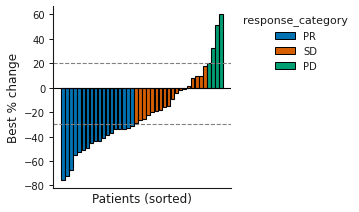 response_category
PR
SD
PD
60
40
20
0
−20
−40
−60
−80
Best % change
Patients (sorted)